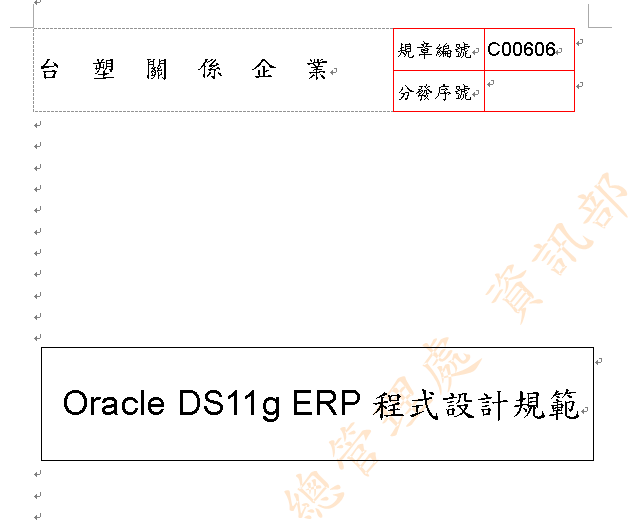 台塑關係企業
規章編號 C00606
分發序號
Oracle DS11g ERP 程式設計規範
總管理處 資訊部